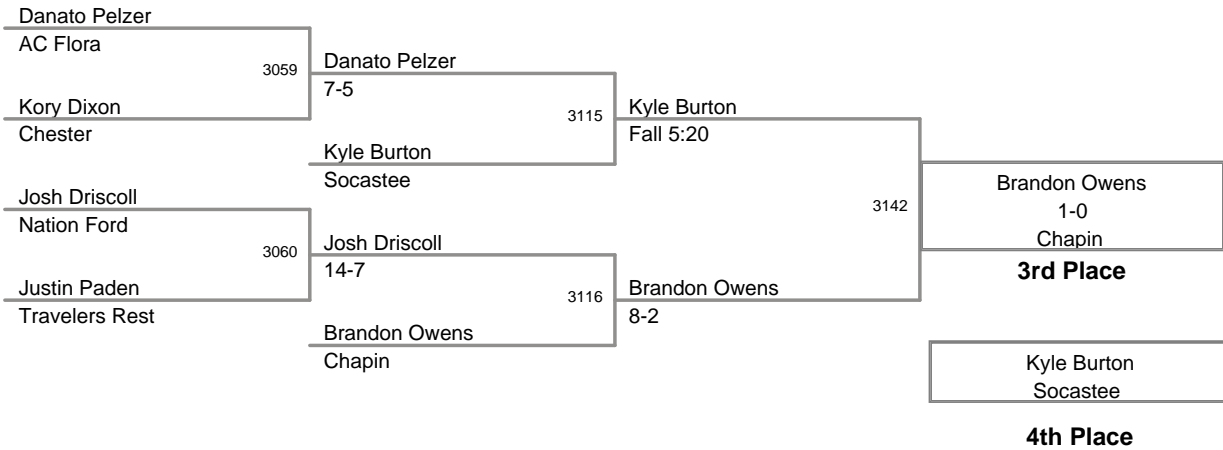 Danato Pelzer
AC Flora
3059
Kory Dixon
Chester
Josh Driscoll
Nation Ford
3060
Justin Paden
Travelers Rest
Danato Pelzer
7-5
3115
Kyle Burton
Socastee
Josh Driscoll
14-7
3116
Brandon Owens
Chapin
Kyle Burton
Fall 5:20
3142
Brandon Owens
8-2
Brandon Owens
1-0
Chapin
3rd Place
Kyle Burton
Socastee
4th Place